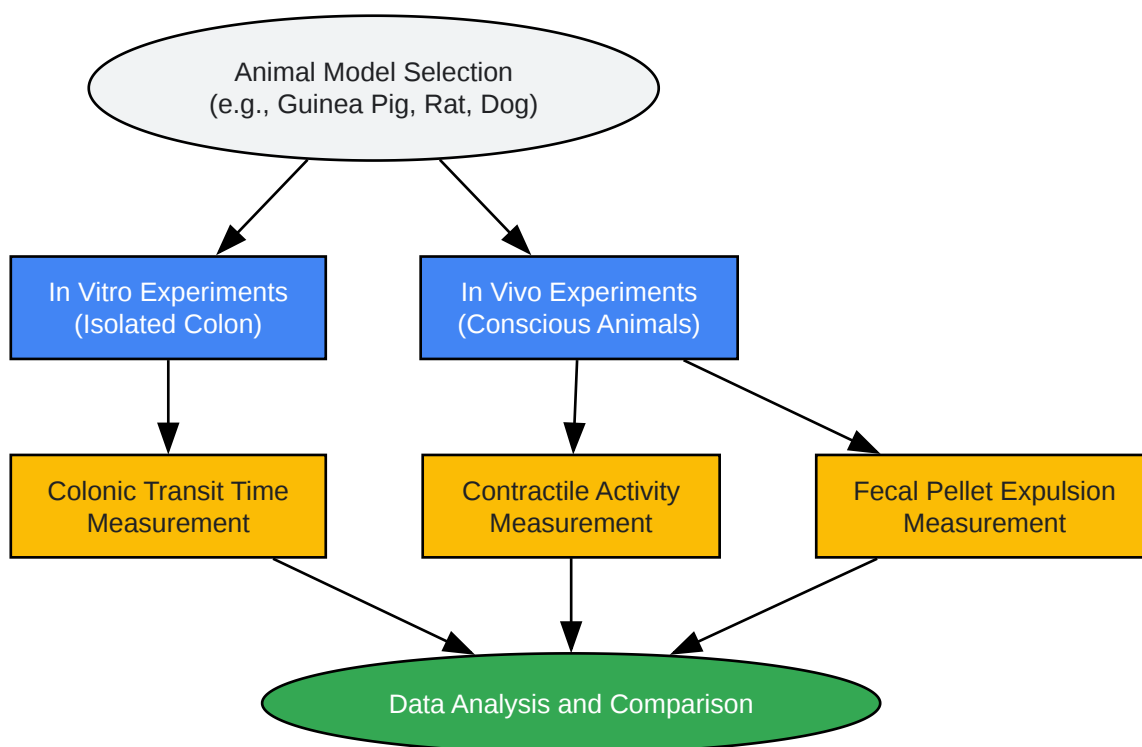 Animal Model Selection
(e.g., Guinea Pig, Rat, Dog)
In Vitro Experiments
(Isolated Colon)
In Vivo Experiments
(Conscious Animals)
Colonic Transit Time
Measurement
Contractile Activity
Measurement
Fecal Pellet Expulsion
Measurement
Data Analysis and Comparison